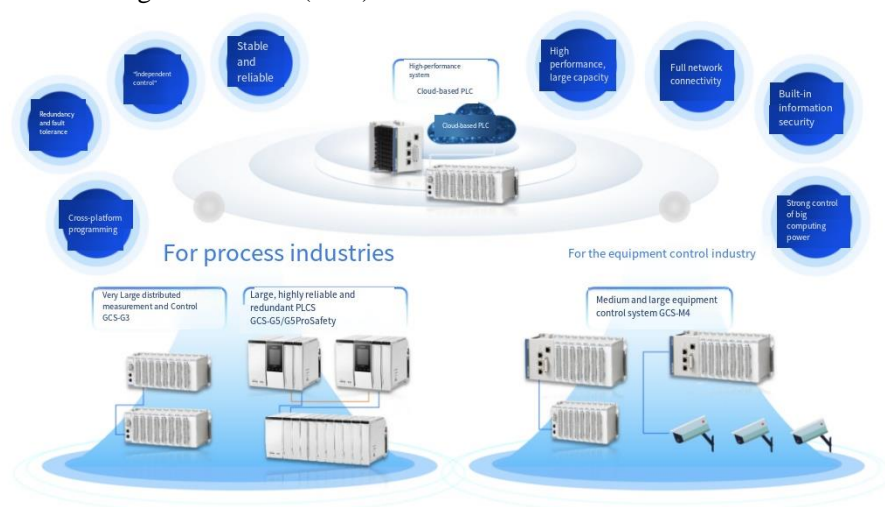 Stable
and
reliable
"Independent
control"
Redundancy
and fault
tolerance
Cross-platform
programming
High-performance
system
Cloud-based PLC
Cloud-based PLC
High
performance,
large capacity
Full network
connectivity
Built-in
information
security
Strong control
of big
computing
power
For process industries
For the equipment control industry
Very Large distributed
measurement and Control
GCS-G3
Large, highly reliable and
redundant PLCS
GCS-G5/G5ProSafety
Medium and large equipment
control system GCS-M4